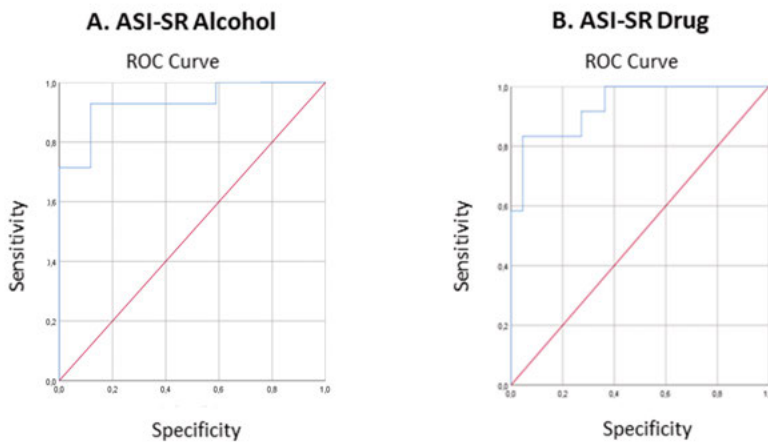 A. ASI-SR Alcohol
ROC Curve
1,0
0,8
0,6
0,4
0,2
0,0
Sensitivity
0,0 0,2 0,4 0,6 0,8 1,0
Specificity
B. ASI-SR Drug
ROC Curve
1,0
0,8
0,6
0,4
0,2
0,0
Sensitivity
0,0 0,2 0,4 0,6 0,8 1,0
Specificity